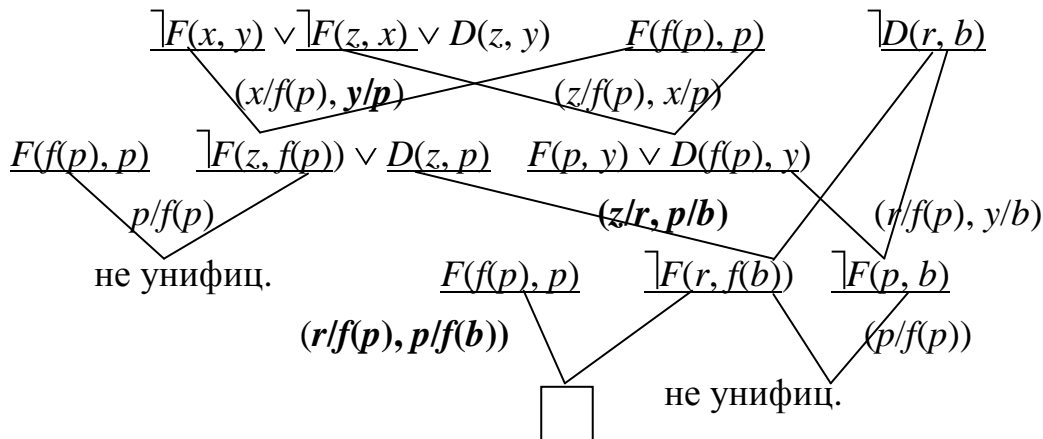 ⌉F(x, y) ∨ ⌉F(z, x) ∨ D(z, y) F(f(p), p) ⌉D(r, b)
(x/f(p), y/p) (z/f(p), x/p)
F(f(p), p) ⌉F(z, f(p)) ∨ D(z, p) F(p, y) ∨ D(f(p), y)
p/f(p) (z/r, p/b) (r/f(p), y/b)
не унифиц. F(f(p), p) ⌉F(r, f(b)) ⌉F(p, b)
(r/f(p), p/f(b)) (p/f(p))
не унифиц.